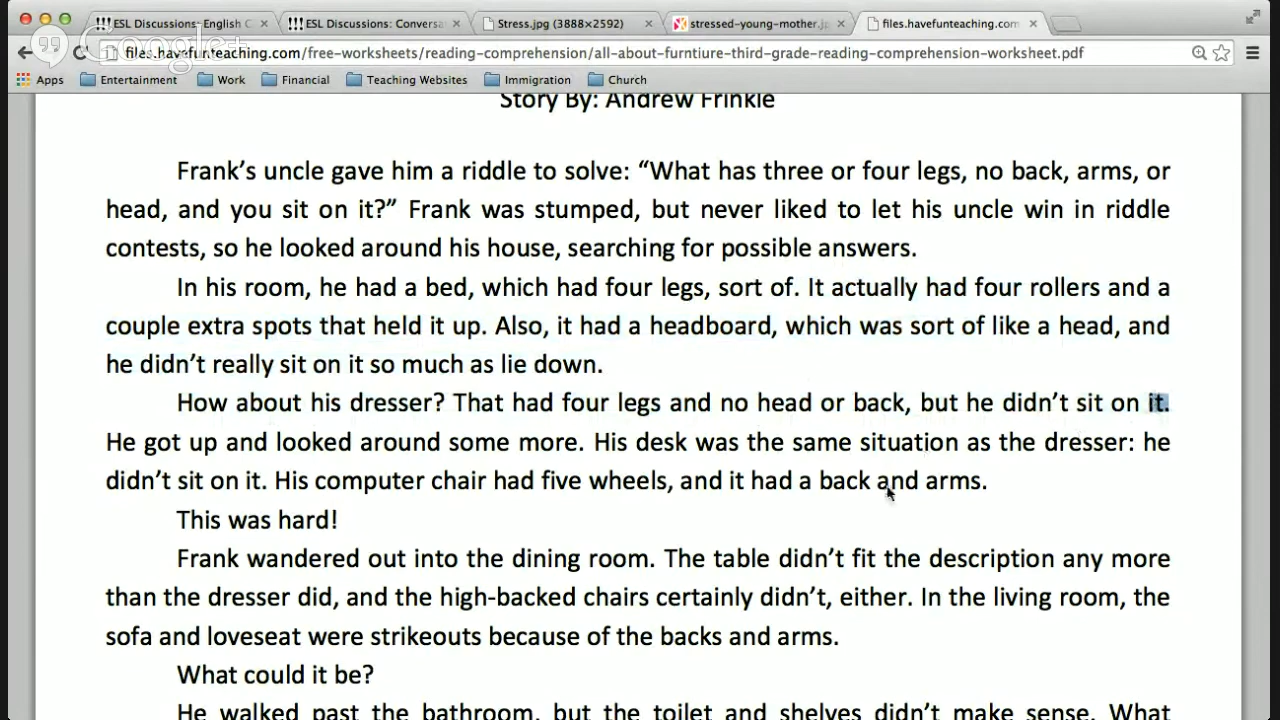 ESL Discussions: English C
ESL Discussions: Conversa
Stress.jpg (3888×2592)
stressed-young-mother.j
files.havefunteaching.com
Google+
files.havefunteaching.com/free-worksheets/reading-comprehension/all-about-furntiure-third-grade-reading-comprehension-worksheet.pdf
Apps Entertainment Work Financial Teaching Websites Immigration Church
Story By: Andrew Frinkle
Frank’s uncle gave him a riddle to solve: “What has three or four legs, no back, arms, or
head, and you sit on it?” Frank was stumped, but never liked to let his uncle win in riddle
contests, so he looked around his house, searching for possible answers.
In his room, he had a bed, which had four legs, sort of. It actually had four rollers and a
couple extra spots that held it up. Also, it had a headboard, which was sort of like a head, and
he didn’t really sit on it so much as lie down.
How about his dresser? That had four legs and no head or back, but he didn’t sit on it.
He got up and looked around some more. His desk was the same situation as the dresser: he
didn’t sit on it. His computer chair had five wheels, and it had a back and arms.
This was hard!
Frank wandered out into the dining room. The table didn’t fit the description any more
than the dresser did, and the high-backed chairs certainly didn’t, either. In the living room, the
sofa and loveseat were strikeouts because of the backs and arms.
What could it be?
He walked past the bathroom, but the toilet and shelves didn’t make sense. What